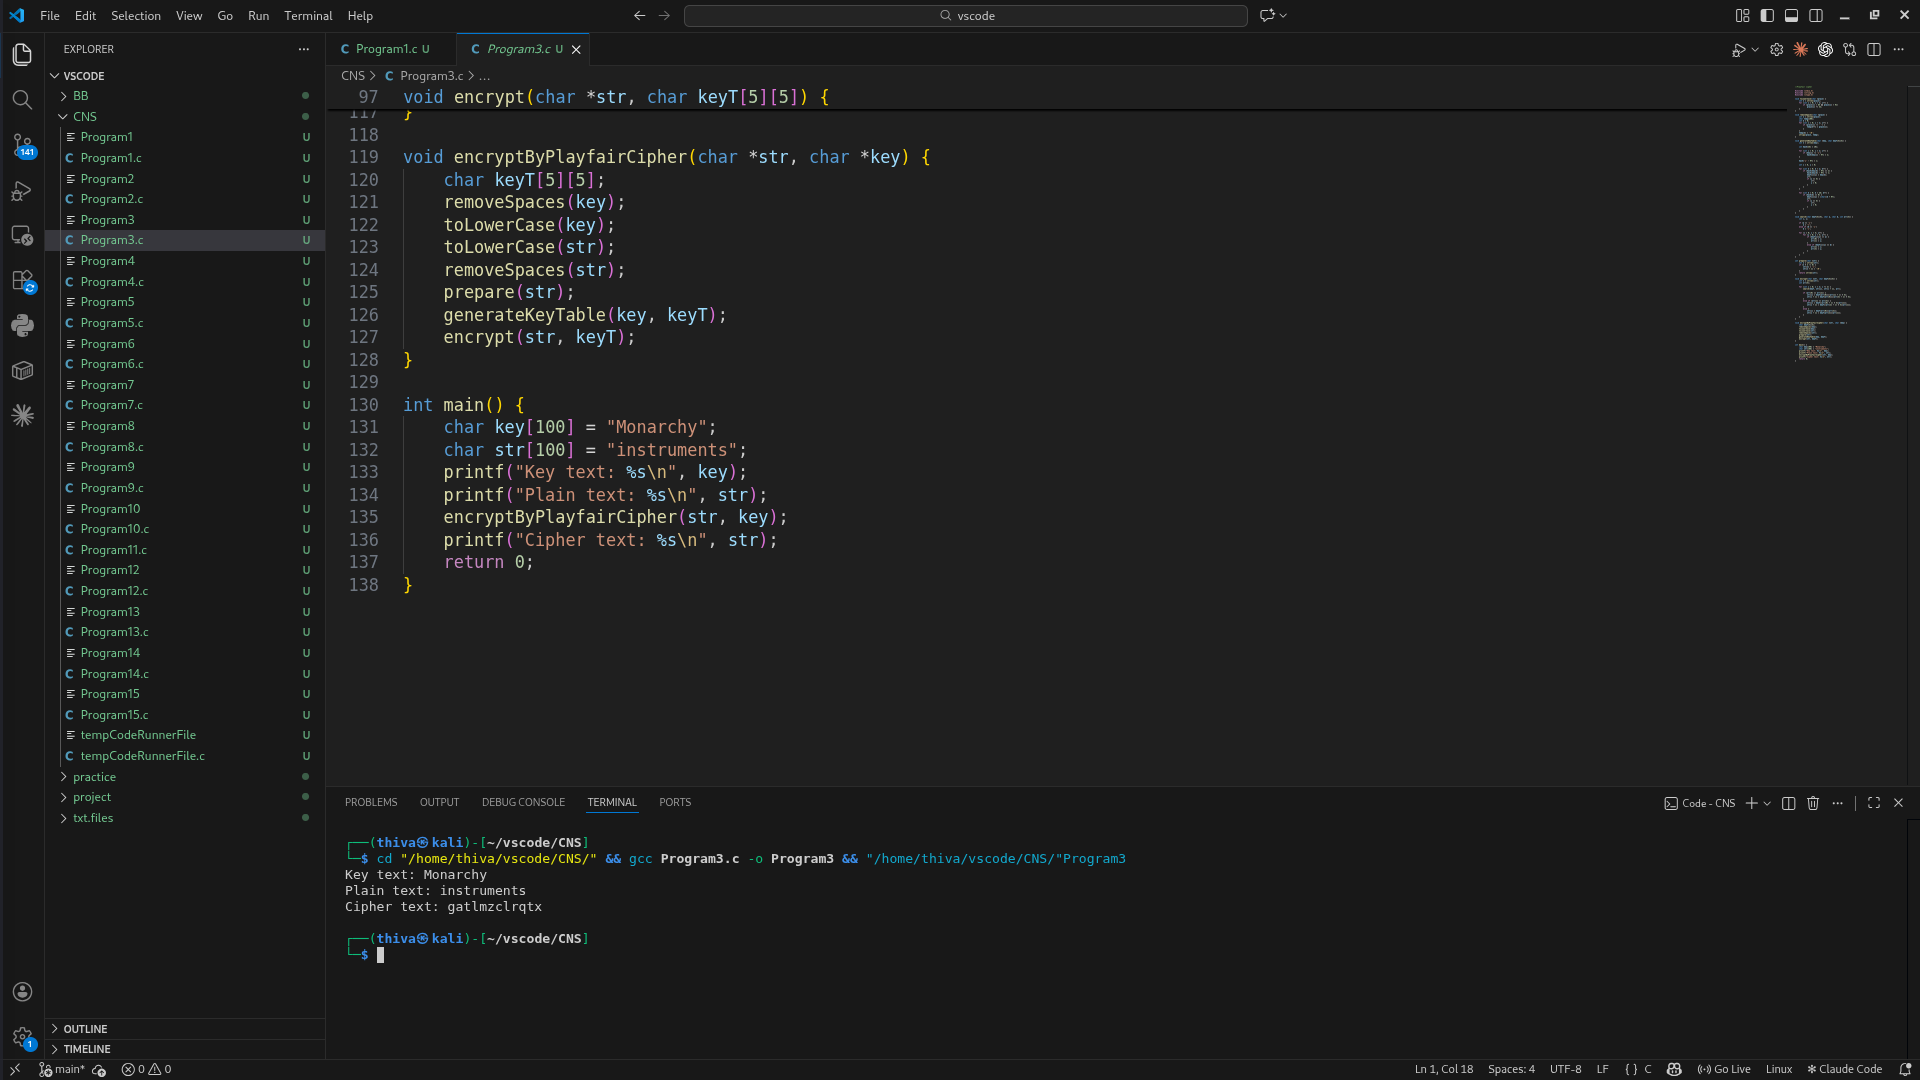 File Edit Selection View Go Run Terminal Help
vscode
EXPLORER
VSCODE
BB
CNS
Program1 U
Program1.c U
Program2 U
Program2.c U
Program3 U
Program3.c U
Program4 U
Program4.c U
Program5 U
Program5.c U
Program6 U
Program6.c U
Program7 U
Program7.c U
Program8 U
Program8.c U
Program9 U
Program9.c U
Program10 U
Program10.c U
Program11.c U
Program12 U
Program12.c U
Program13 U
Program13.c U
Program14 U
Program14.c U
Program15 U
Program15.c U
tempCodeRunnerFile U
tempCodeRunnerFile.c U
practice
project
txt.files
OUTLINE
TIMELINE
141
1
C Program1.c U
C Program3.c U
CNS > C Program3.c > ...
97 void encrypt(char *str, char keyT[5][5]) {
117 }
118
119 void encryptByPlayfairCipher(char *str, char *key) {
120 char keyT[5][5];
121 removeSpaces(key);
122 toLowerCase(key);
123 toLowerCase(str);
124 removeSpaces(str);
125 prepare(str);
126 generateKeyTable(key, keyT);
127 encrypt(str, keyT);
128 }
129
130 int main() {
131 char key[100] = "Monarchy";
132 char str[100] = "instruments";
133 printf("Key text: %s\n", key);
134 printf("Plain text: %s\n", str);
135 encryptByPlayfairCipher(str, key);
136 printf("Cipher text: %s\n", str);
137 return 0;
138 }
PROBLEMS OUTPUT DEBUG CONSOLE TERMINAL PORTS
Code - CNS
┌──(thiva㉿kali)-[~/vscode/CNS]
└─$ cd "/home/thiva/vscode/CNS/" && gcc Program3.c -o Program3 && "/home/thiva/vscode/CNS/"Program3
Key text: Monarchy
Plain text: instruments
Cipher text: gatlmzclrqtx
┌──(thiva㉿kali)-[~/vscode/CNS]
└─$
main* 0 0
Ln 1, Col 18 Spaces: 4 UTF-8 LF { } C Go Live Linux Claude Code